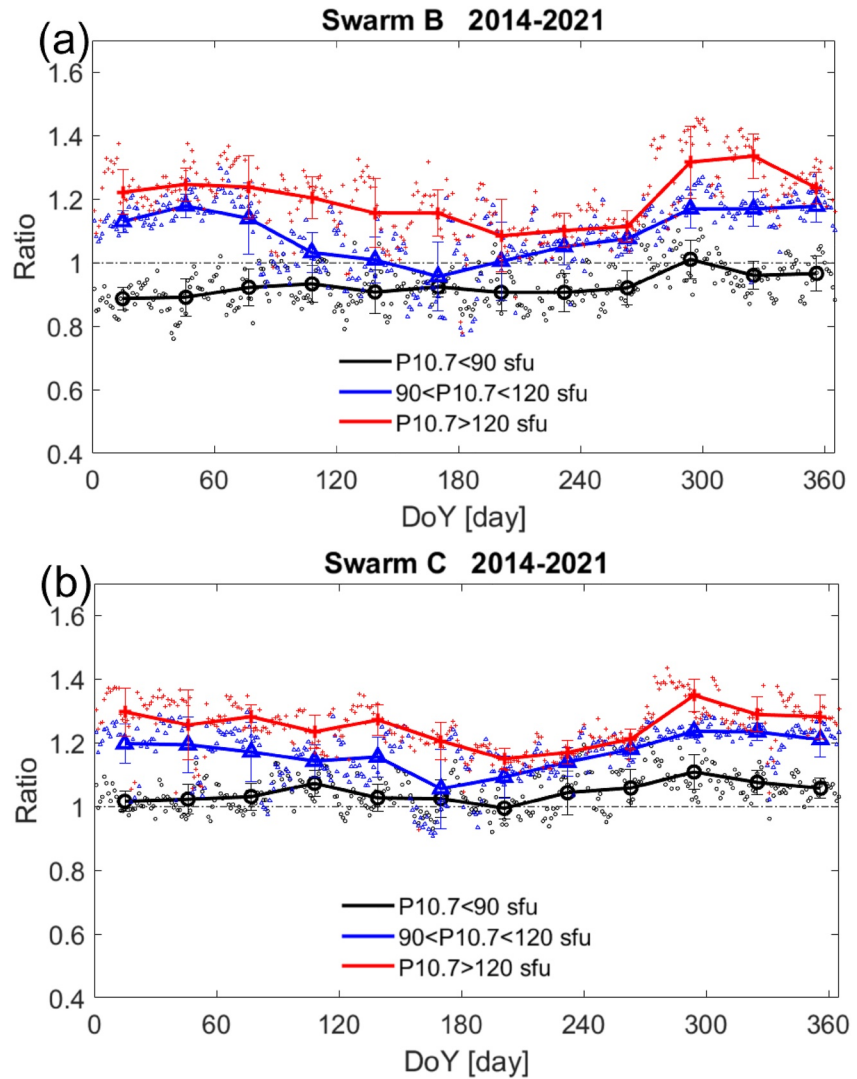 (a)
Swarm B 2014-2021
1.6
1.4
1.2
1
0.8
0.6
0.4
Ratio
P10.7<90 sfu
90<P10.7<120 sfu
P10.7>120 sfu
0 60 120 180 240 300 360
DoY [day]
(b)
Swarm C 2014-2021
1.6
1.4
1.2
1
0.8
0.6
0.4
Ratio
P10.7<90 sfu
90<P10.7<120 sfu
P10.7>120 sfu
0 60 120 180 240 300 360
DoY [day]